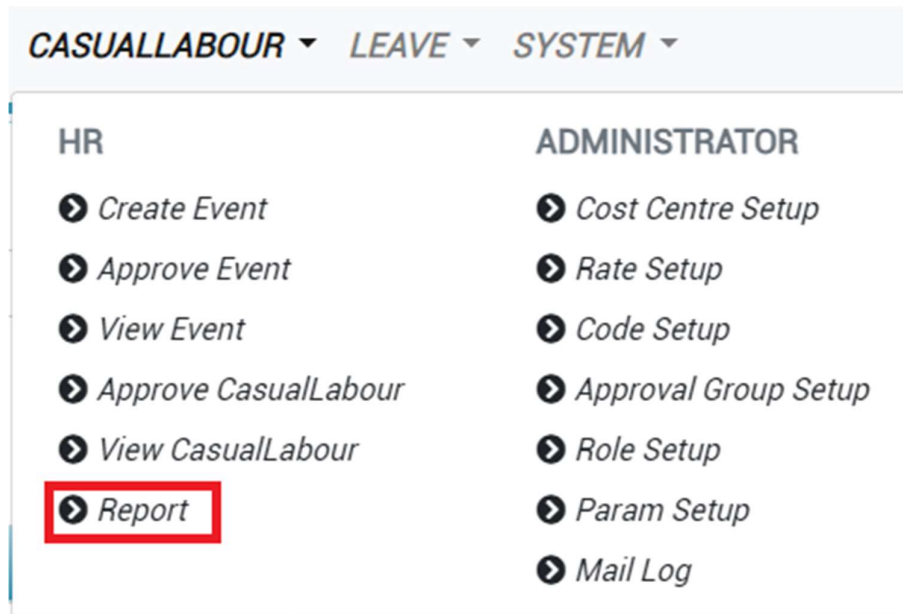 CASUALLABOUR LEAVE SYSTEM
HR
Create Event
Approve Event
View Event
Approve CasualLabour
View CasualLabour
Report
ADMINISTRATOR
Cost Centre Setup
Rate Setup
Code Setup
Approval Group Setup
Role Setup
Param Setup
Mail Log